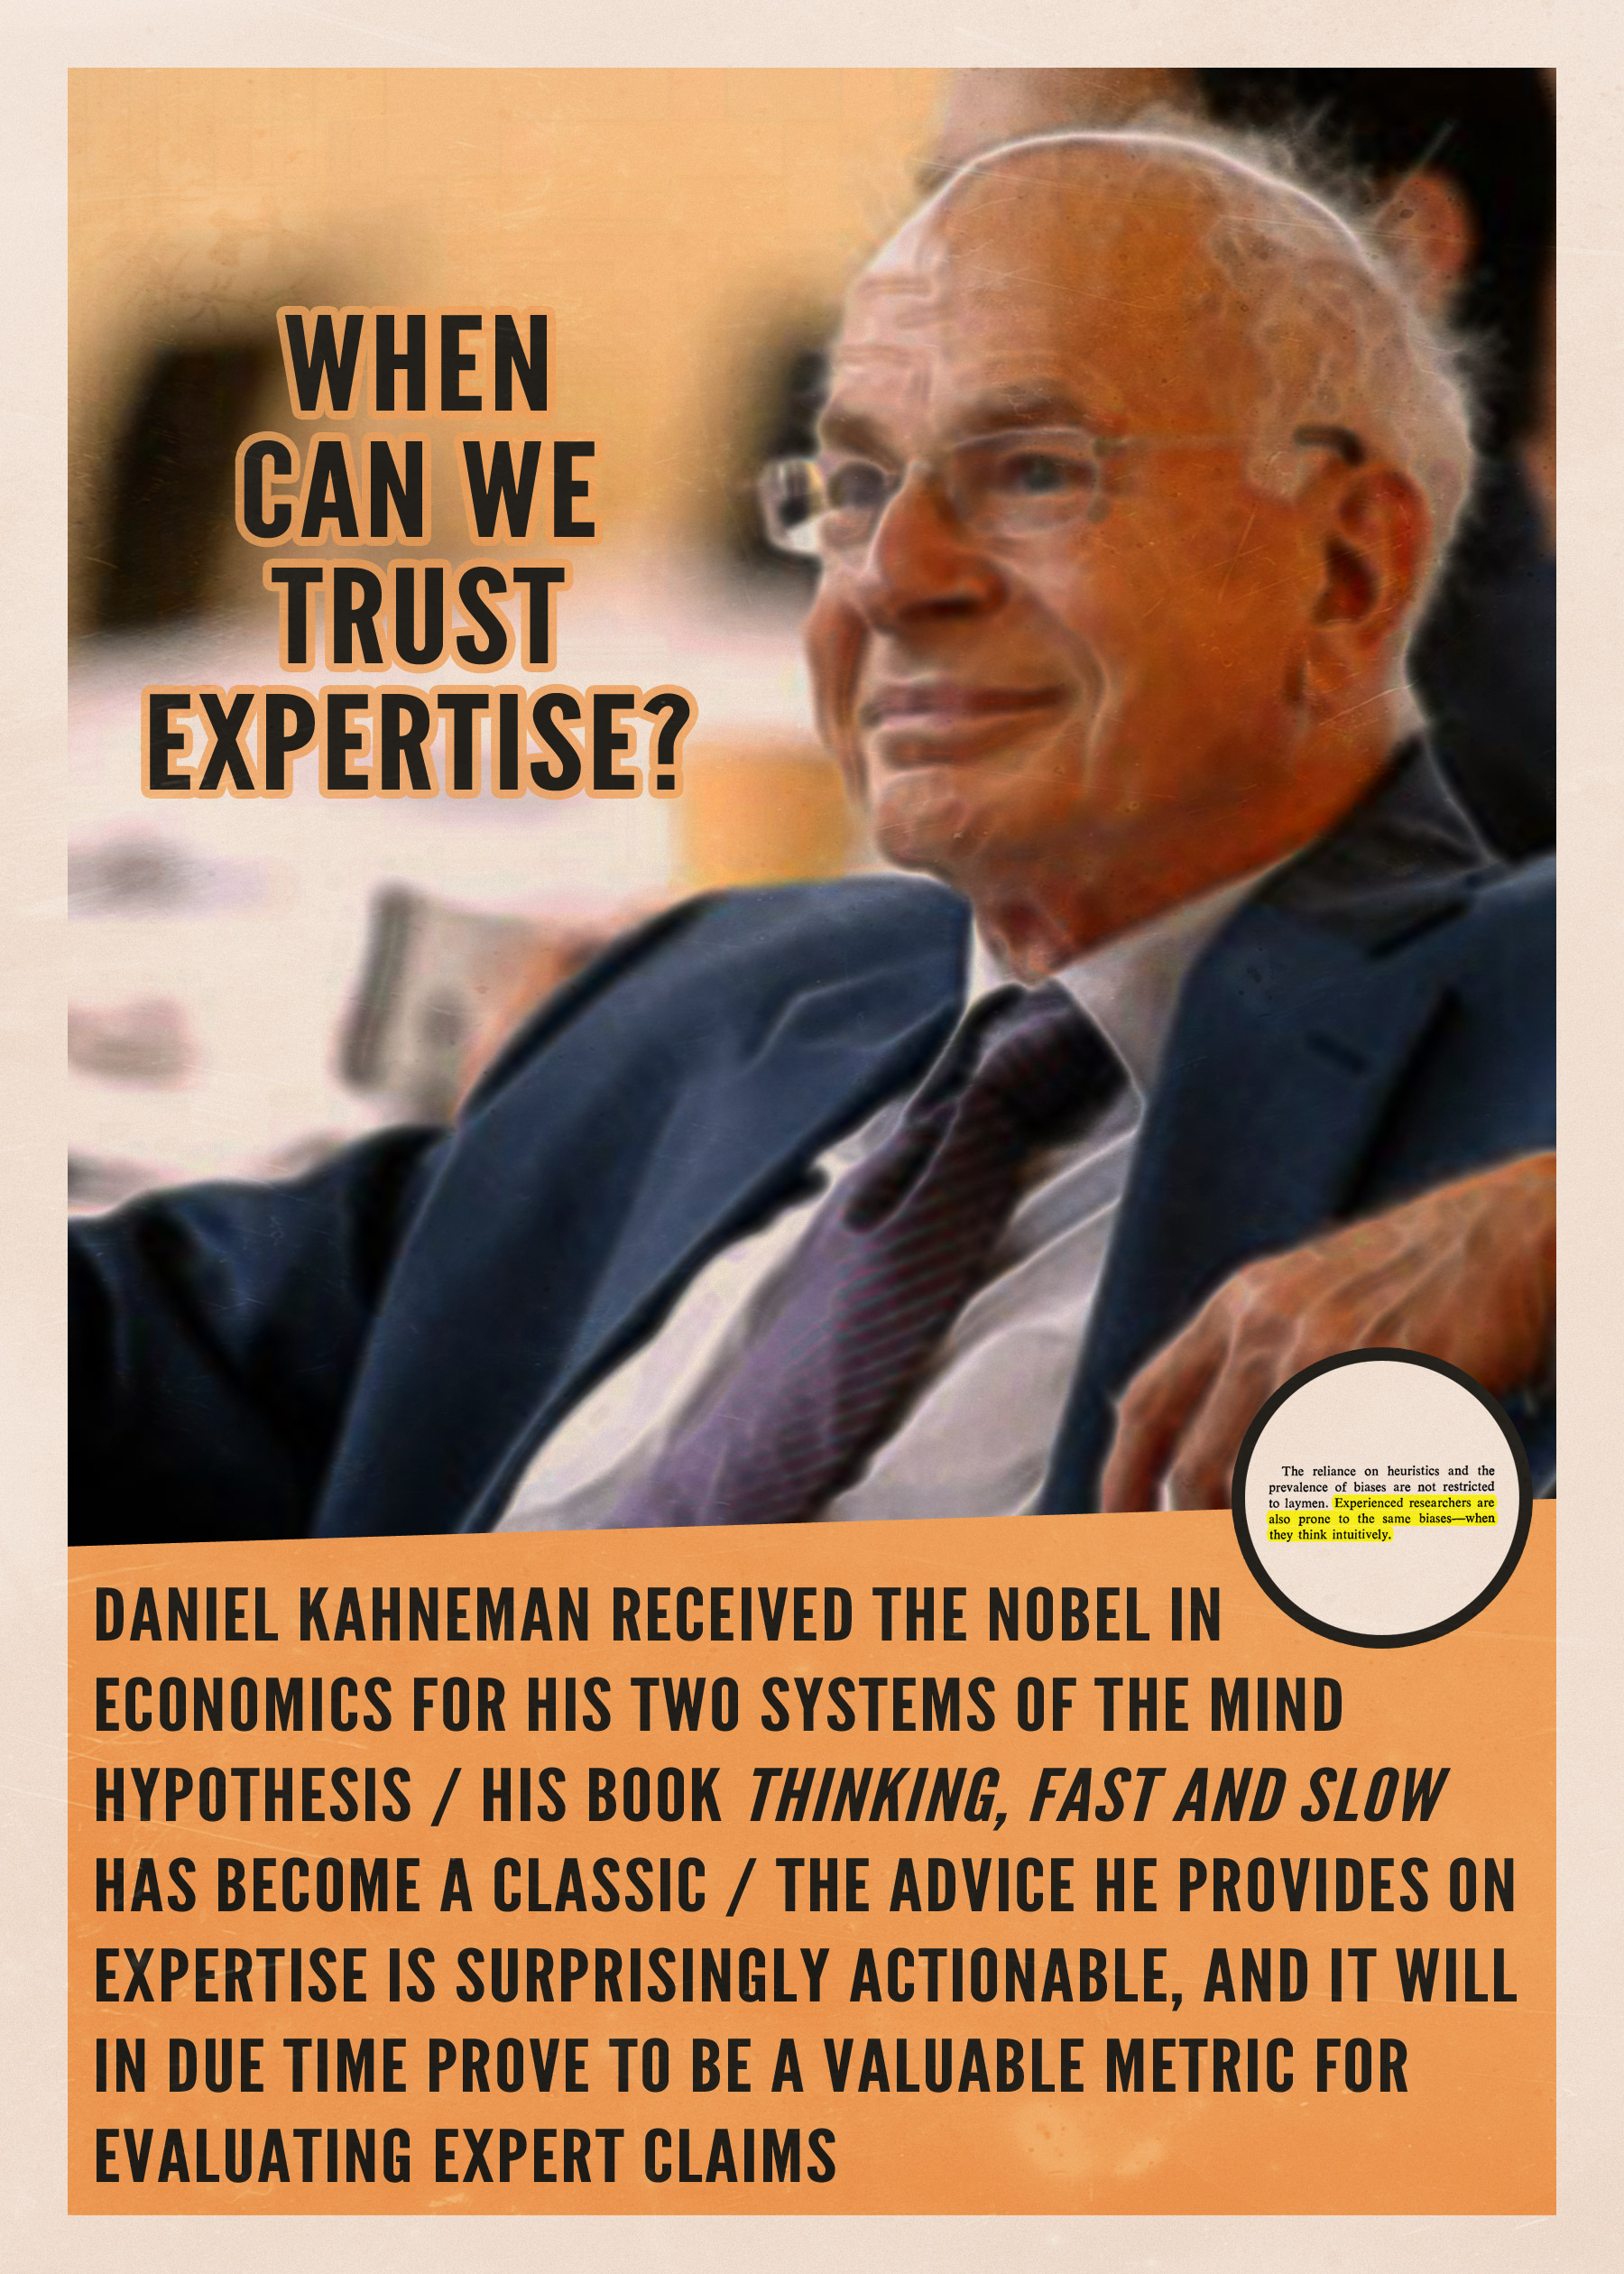 WHEN
CAN WE
TRUST
EXPERTISE?
The reliance on heuristics and the
prevalence of biases are not restricted
to laymen. Experienced researchers are
also prone to the same biases—when
they think intuitively.
DANIEL KAHNEMAN RECEIVED THE NOBEL IN
ECONOMICS FOR HIS TWO SYSTEMS OF THE MIND
HYPOTHESIS / HIS BOOK THINKING, FAST AND SLOW
HAS BECOME A CLASSIC / THE ADVICE HE PROVIDES ON
EXPERTISE IS SURPRISINGLY ACTIONABLE, AND IT WILL
IN DUE TIME PROVE TO BE A VALUABLE METRIC FOR
EVALUATING EXPERT CLAIMS